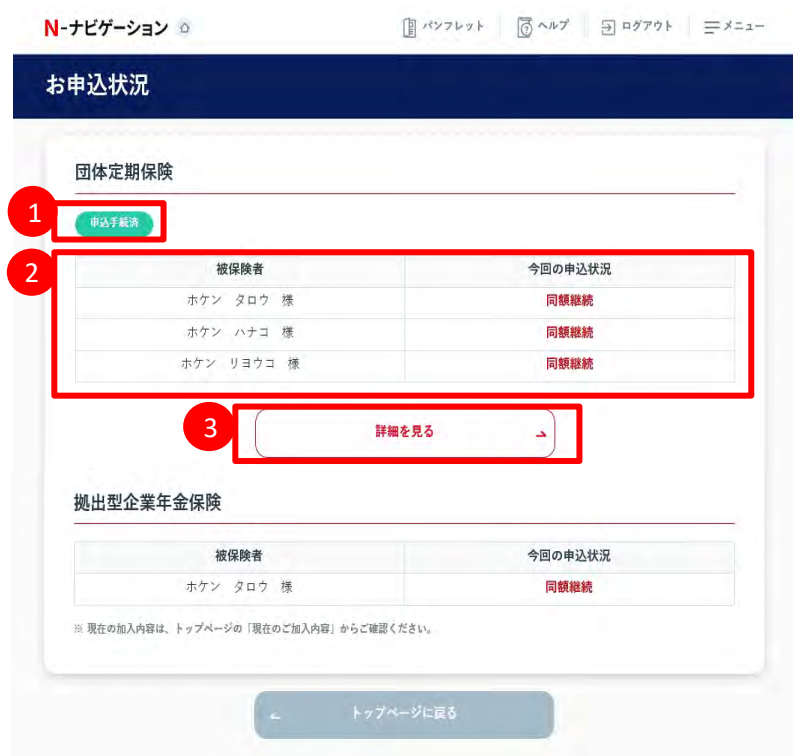 N-ナビゲーション パンフレット ヘルプ ログアウト メニュー
お申込状況
団体定期保険
1 申込手続済
2
被保険者 今回の申込状況
ホケン タロウ 様 同額継続
ホケン ハナコ 様 同額継続
ホケン リヨウコ 様 同額継続
3 詳細を見る
拠出型企業年金保険
被保険者 今回の申込状況
ホケン タロウ 様 同額継続
※ 現在の加入内容は、トップページの「現在のご加入内容」からご確認ください。
トップページに戻る